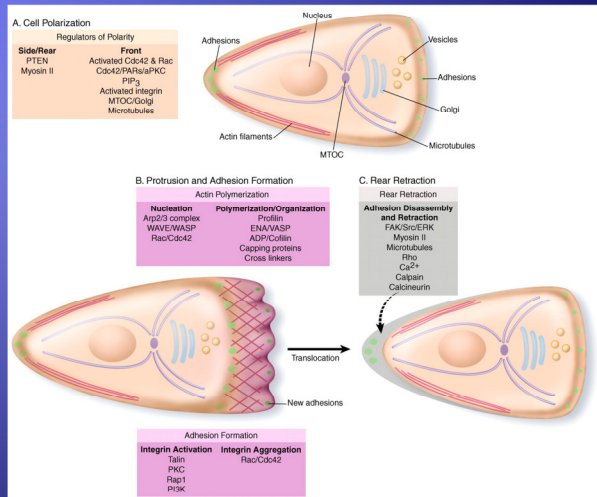 A. Cell Polarization
Regulators of Polarity
Side/Rear
PTEN
Myosin II
Front
Activated Cdc42 & Rac
Cdc42/PARs/aPKC
PIP3
Activated integrin
MTOC/Golgi
Microtubules
Nucleus
Adhesions
Vesicles
Adhesions
Golgi
Microtubules
Actin filaments
MTOC
B. Protrusion and Adhesion Formation
Actin Polymerization
Nucleation
Arp2/3 complex
WAVE/WASP
Rac/Cdc42
Polymerization/Organization
Profilin
ENA/VASP
ADP/Cofilin
Capping proteins
Cross linkers
C. Rear Retraction
Rear Retraction
Adhesion Disassembly
and Retraction
FAK/Src/ERK
Myosin II
Microtubules
Rho
Ca2+
Calpain
Calcineurin
Translocation
New adhesions
Adhesion Formation
Integrin Activation
Talin
PKC
Rap1
PI3K
Integrin Aggregation
Rac/Cdc42